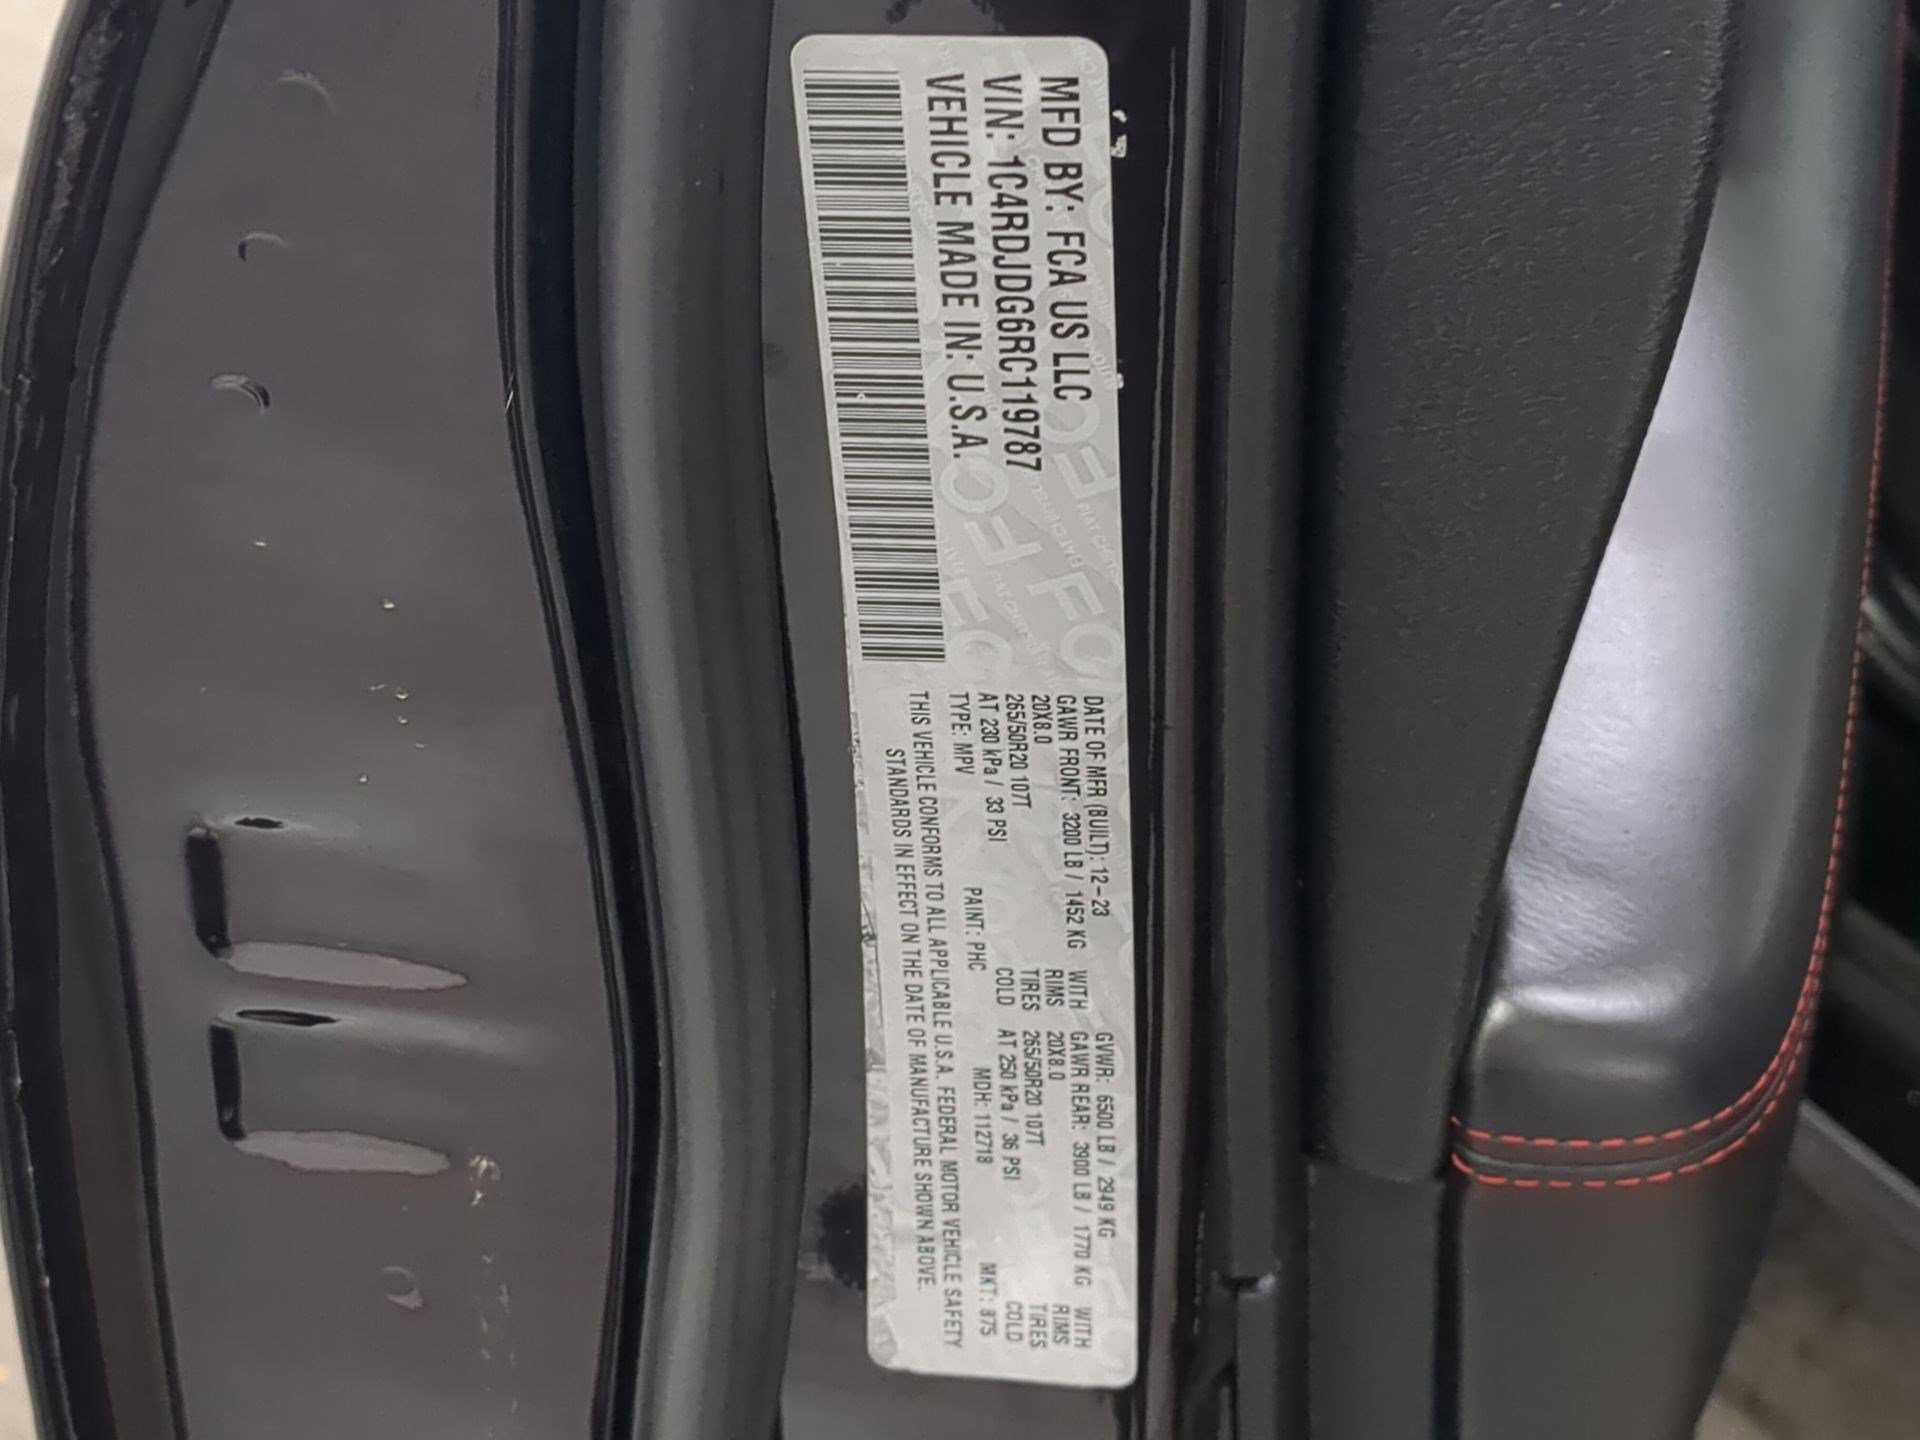 MFD BY: FCA US LLC
VIN: 1C4RDJDG6RC119787
VEHICLE MADE IN: U.S.A.
DATE OF MFR (BUILT): 12-23 GVWR: 6500 LB / 2949 KG
GAWR FRONT: 3200 LB / 1452 KG WITH GAWR REAR: 3900 LB / 1770 KG WITH
20X8.0 RIMS 20X8.0 RIMS
265/50R20 107T TIRES 265/50R20 107T TIRES
AT 230 kPa / 33 PSI COLD AT 250 kPa / 36 PSI COLD
TYPE: MPV PAINT: PHC MDH: 112718 MKT: 875
THIS VEHICLE CONFORMS TO ALL APPLICABLE U.S.A. FEDERAL MOTOR VEHICLE SAFETY
STANDARDS IN EFFECT ON THE DATE OF MANUFACTURE SHOWN ABOVE.